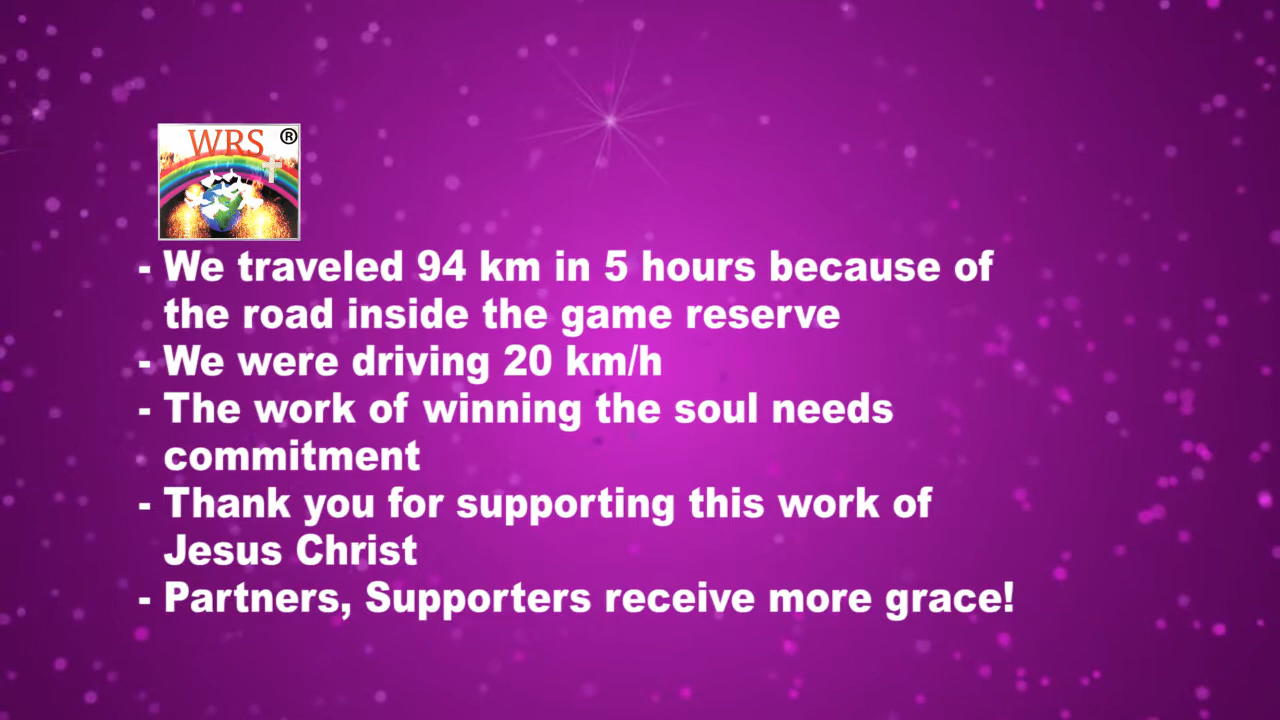 WRS ®
- We traveled 94 km in 5 hours because of
the road inside the game reserve
- We were driving 20 km/h
- The work of winning the soul needs
commitment
- Thank you for supporting this work of
Jesus Christ
- Partners, Supporters receive more grace!